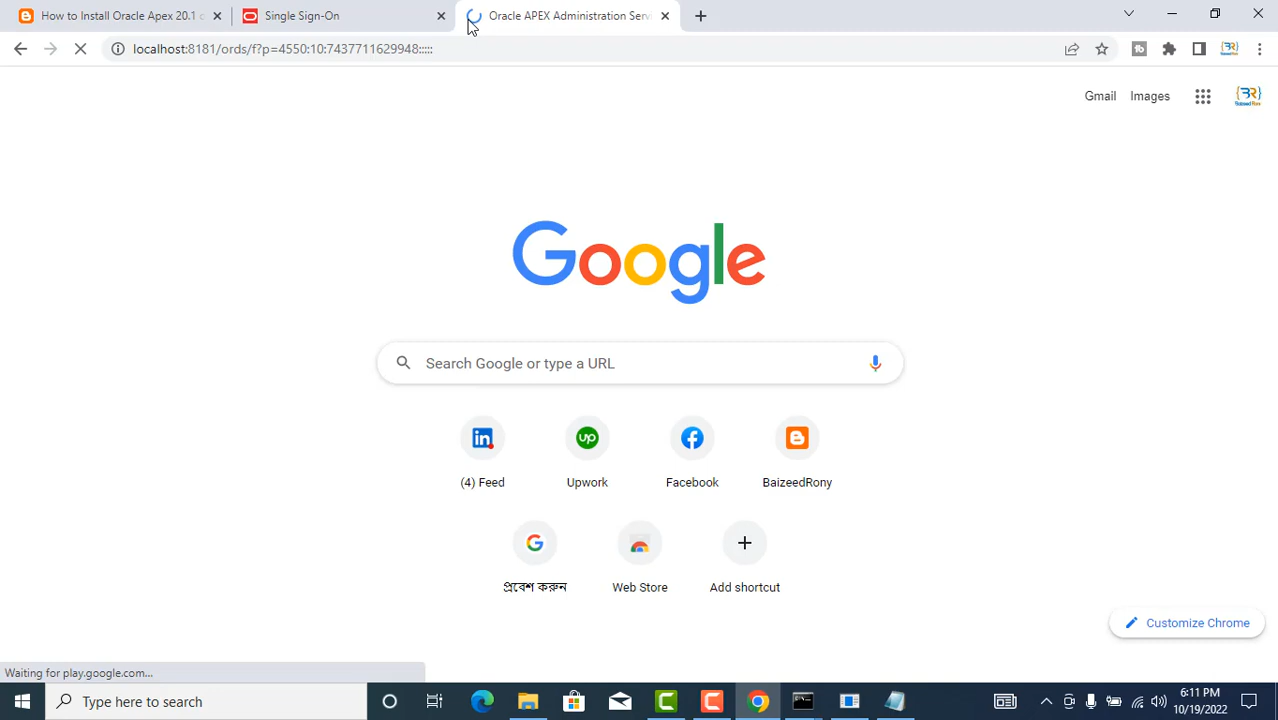 How to Install Oracle Apex 20.1 o
Single Sign-On
Oracle APEX Administration Serv
localhost:8181/ords/f?p=4550:10:7437711629948:::::
Gmail
Images
Google
Search Google or type a URL
(4) Feed
Upwork
Facebook
BaizeedRony
প্রবেশ করুন
Web Store
Add shortcut
Customize Chrome
Waiting for play.google.com...
Type here to search
6:11 PM
10/19/2022